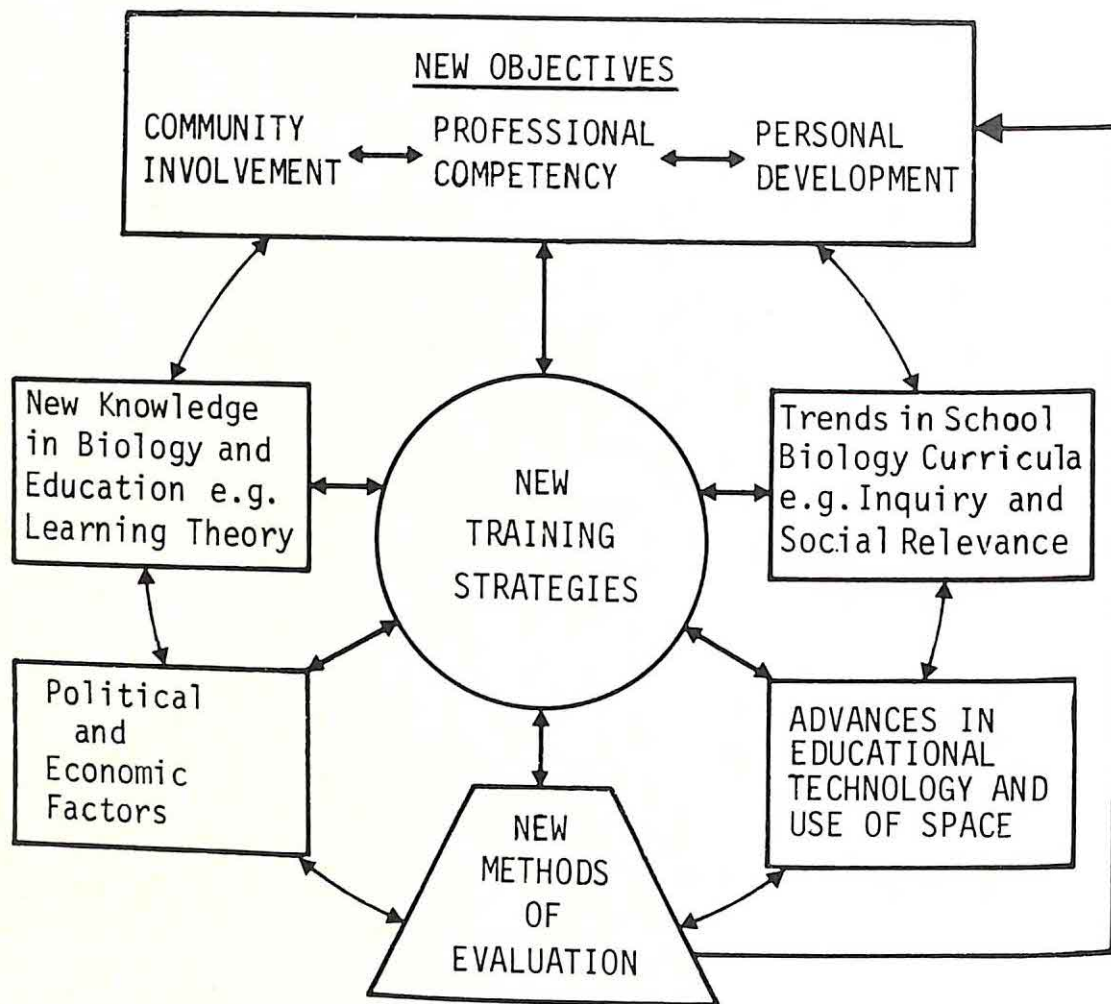 NEW OBJECTIVES
COMMUNITY
INVOLVEMENT
PROFESSIONAL
COMPETENCY
PERSONAL
DEVELOPMENT
New Knowledge
in Biology and
Education e.g.
Learning Theory
NEW
TRAINING
STRATEGIES
Trends in School
Biology Curricula
e.g. Inquiry and
Social Relevance
Political
and
Economic
Factors
NEW
METHODS
OF
EVALUATION
ADVANCES IN
EDUCATIONAL
TECHNOLOGY AND
USE OF SPACE